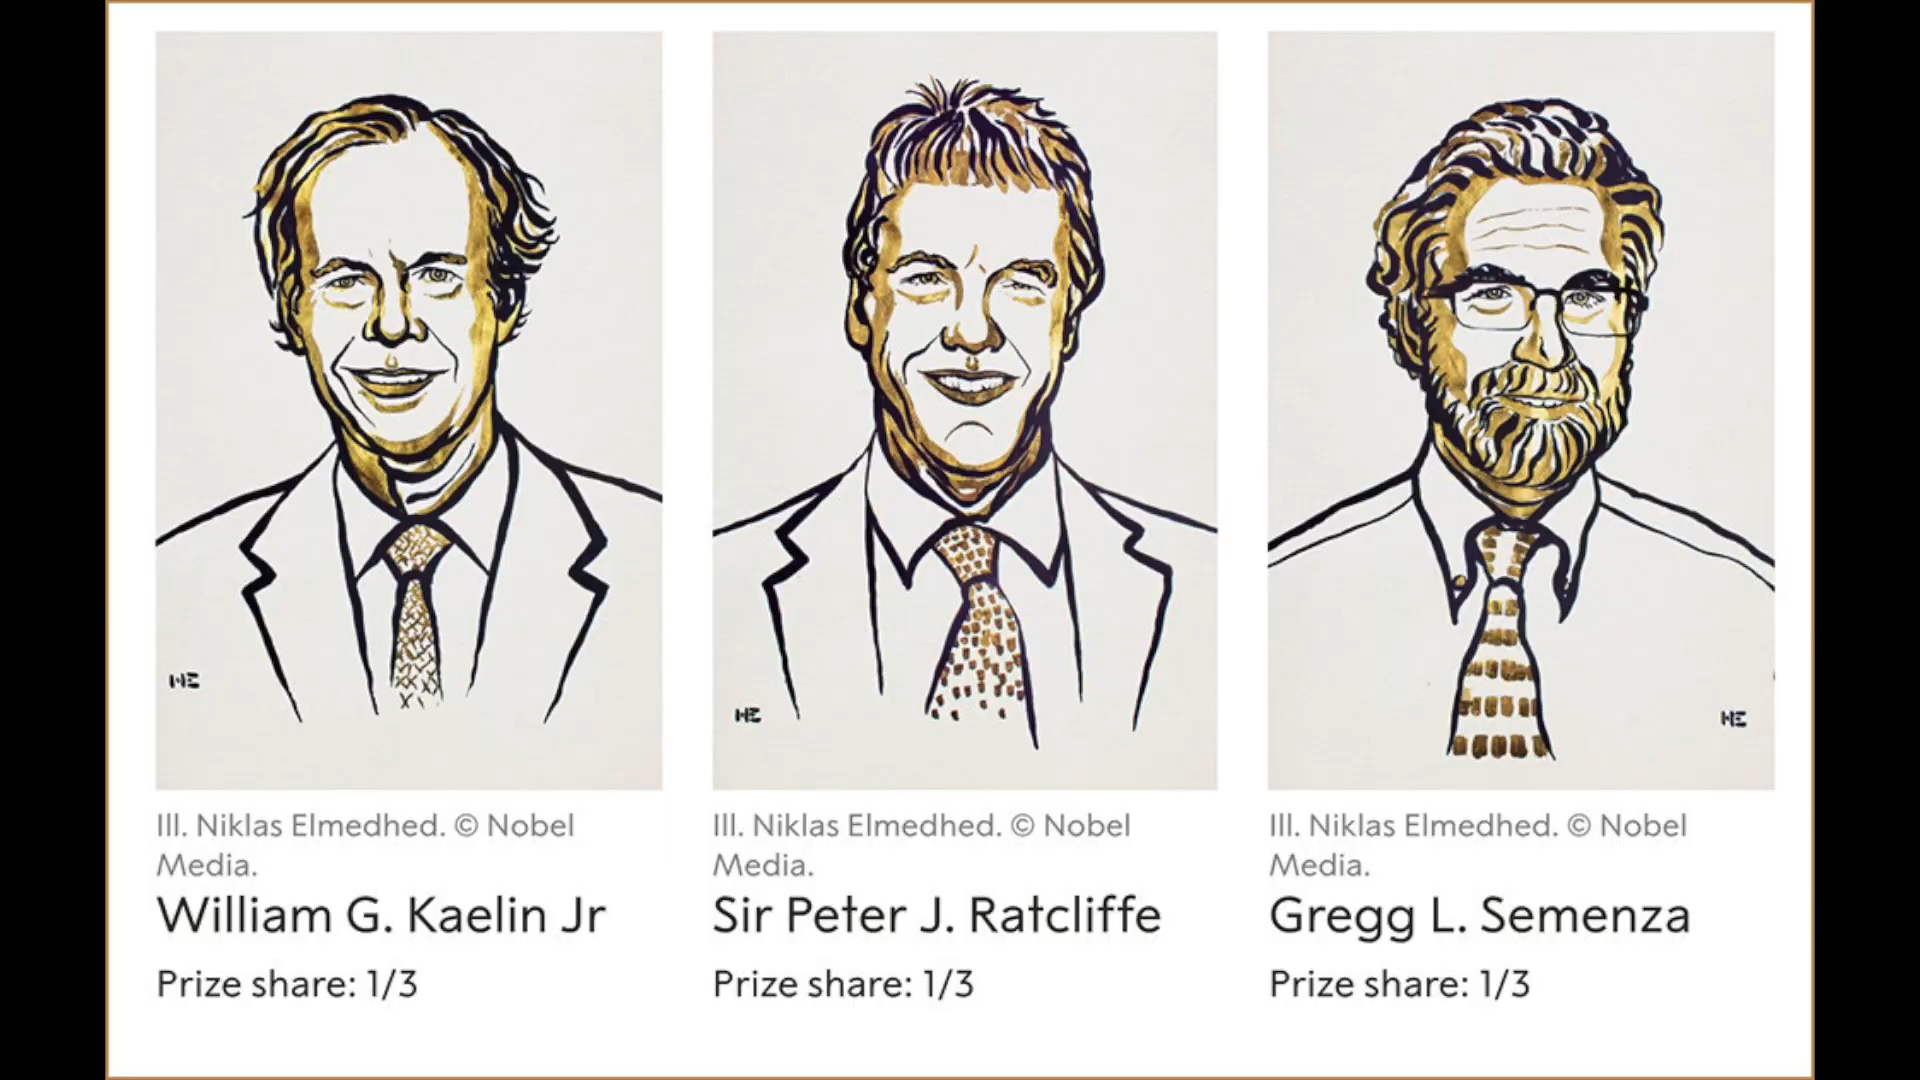 Ill. Niklas Elmedhed. © Nobel
Media.
William G. Kaelin Jr
Prize share: 1/3
Ill. Niklas Elmedhed. © Nobel
Media.
Sir Peter J. Ratcliffe
Prize share: 1/3
Ill. Niklas Elmedhed. © Nobel
Media.
Gregg L. Semenza
Prize share: 1/3